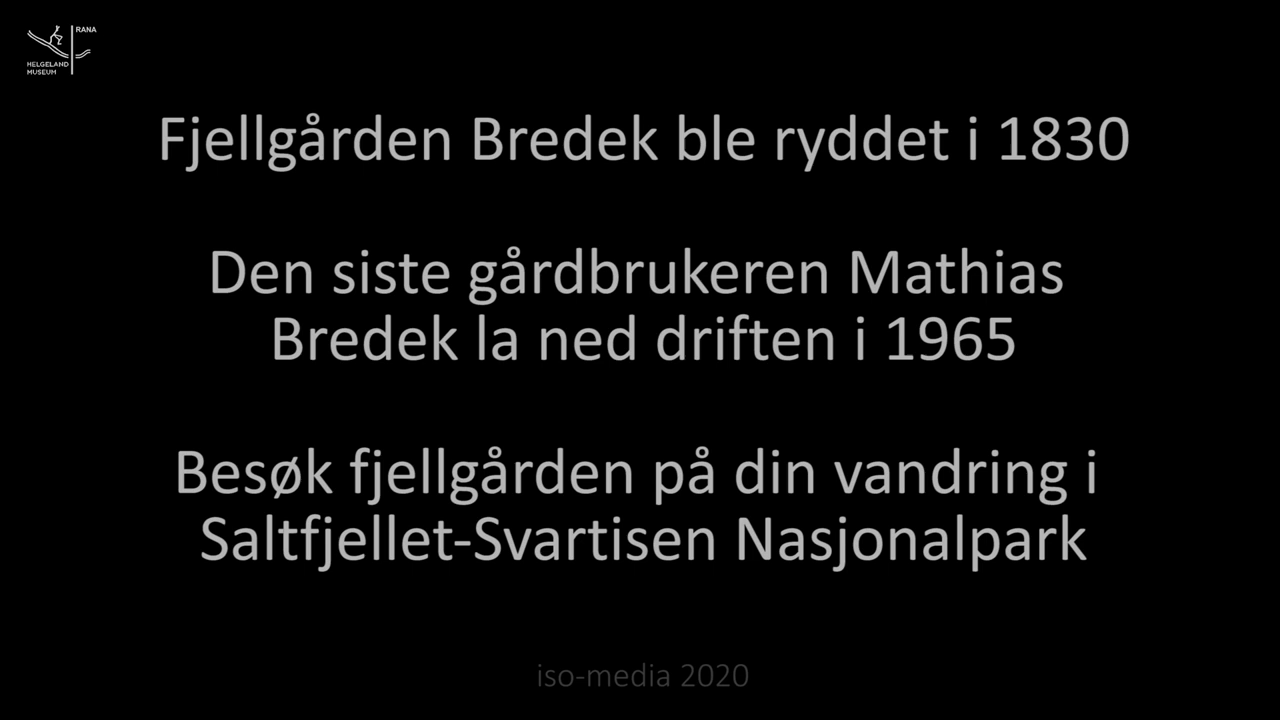 RANA
HELGELAND
MUSEUM
Fjellgården Bredek ble ryddet i 1830
Den siste gårdbrukeren Mathias
Bredek la ned driften i 1965
Besøk fjellgården på din vandring i
Saltfjellet-Svartisen Nasjonalpark
iso-media 2020